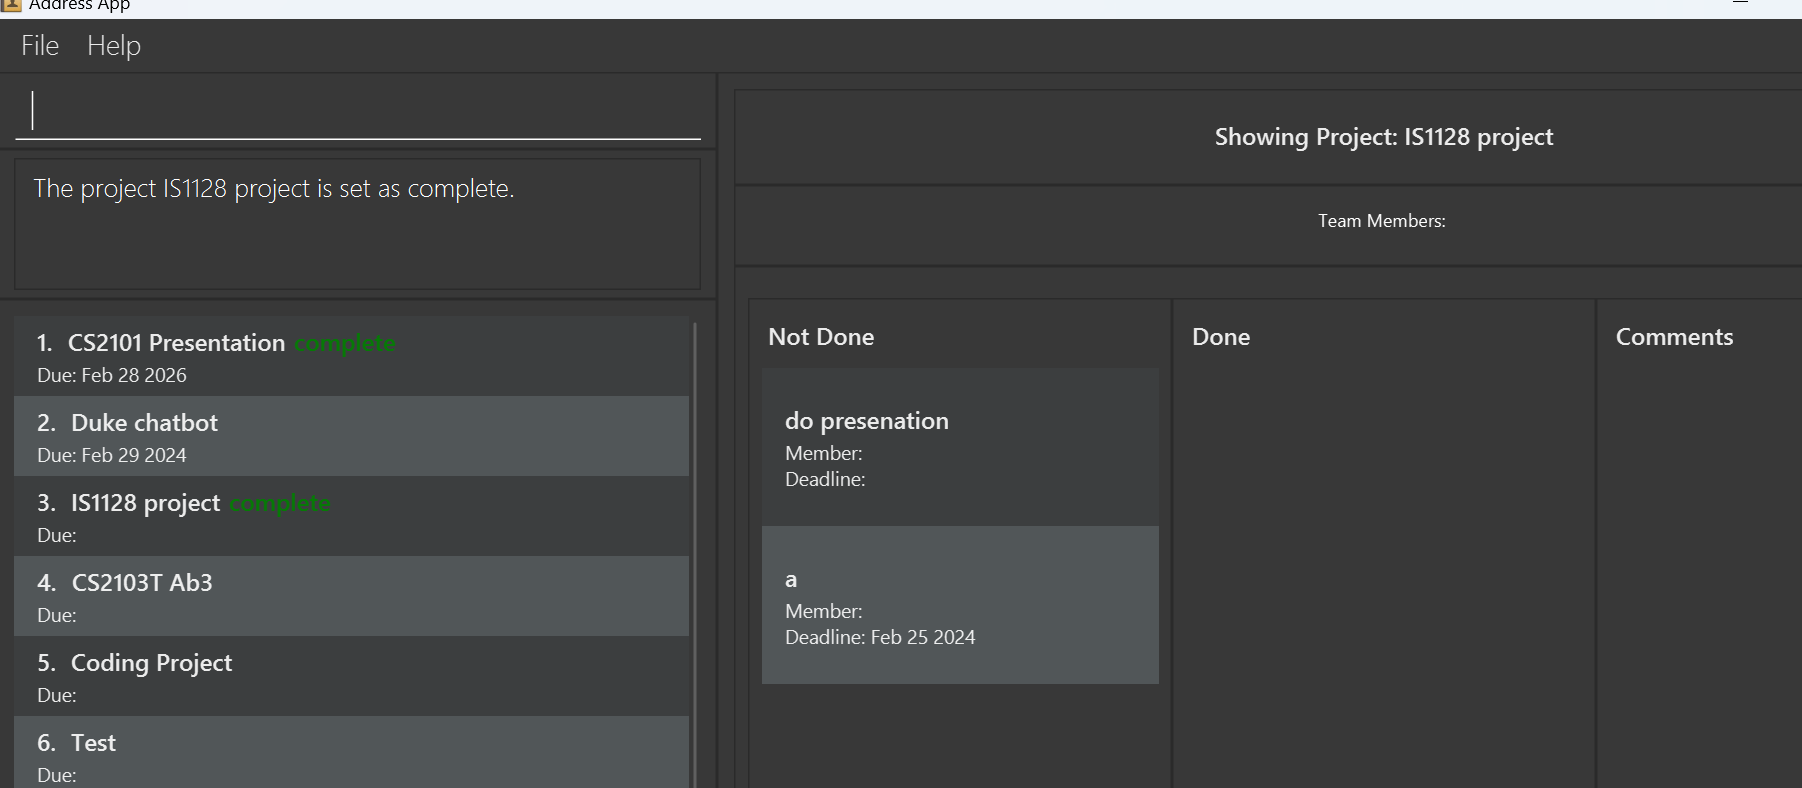 Address App
File Help
The project IS1128 project is set as complete.
1. CS2101 Presentation complete
Due: Feb 28 2026
2. Duke chatbot
Due: Feb 29 2024
3. IS1128 project complete
Due:
4. CS2103T Ab3
Due:
5. Coding Project
Due:
6. Test
Due:
Showing Project: IS1128 project
Team Members:
Not Done
do presenation
Member:
Deadline:
a
Member:
Deadline: Feb 25 2024
Done
Comments